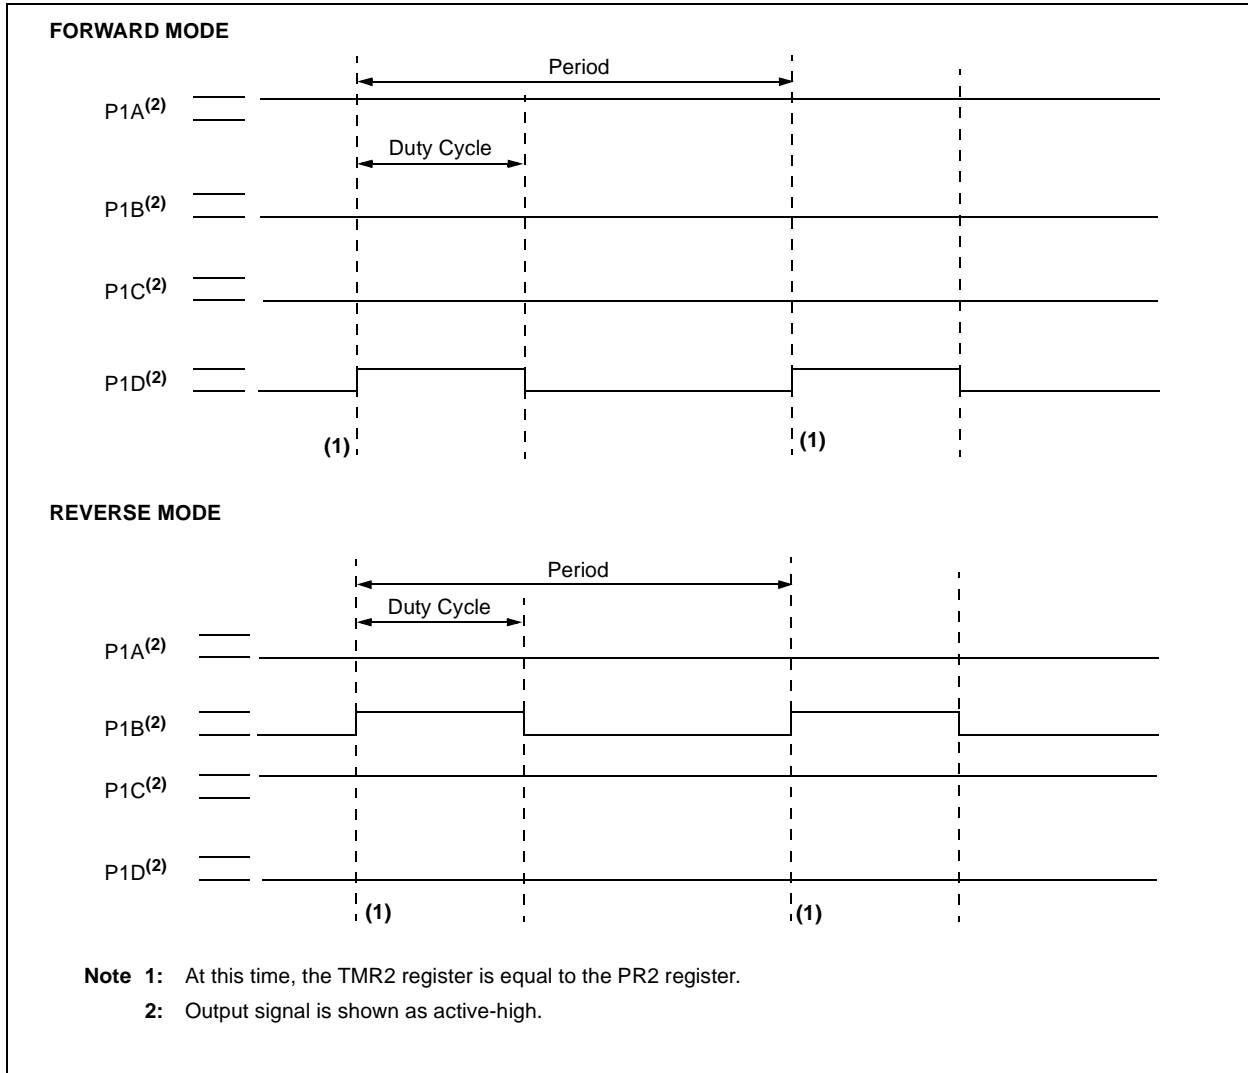 FORWARD MODE
Period
P1A(2)
Duty Cycle
P1B(2)
P1C(2)
P1D(2)
(1)
(1)
REVERSE MODE
Period
Duty Cycle
P1A(2)
P1B(2)
P1C(2)
P1D(2)
(1)
(1)
Note 1: At this time, the TMR2 register is equal to the PR2 register.
2: Output signal is shown as active-high.